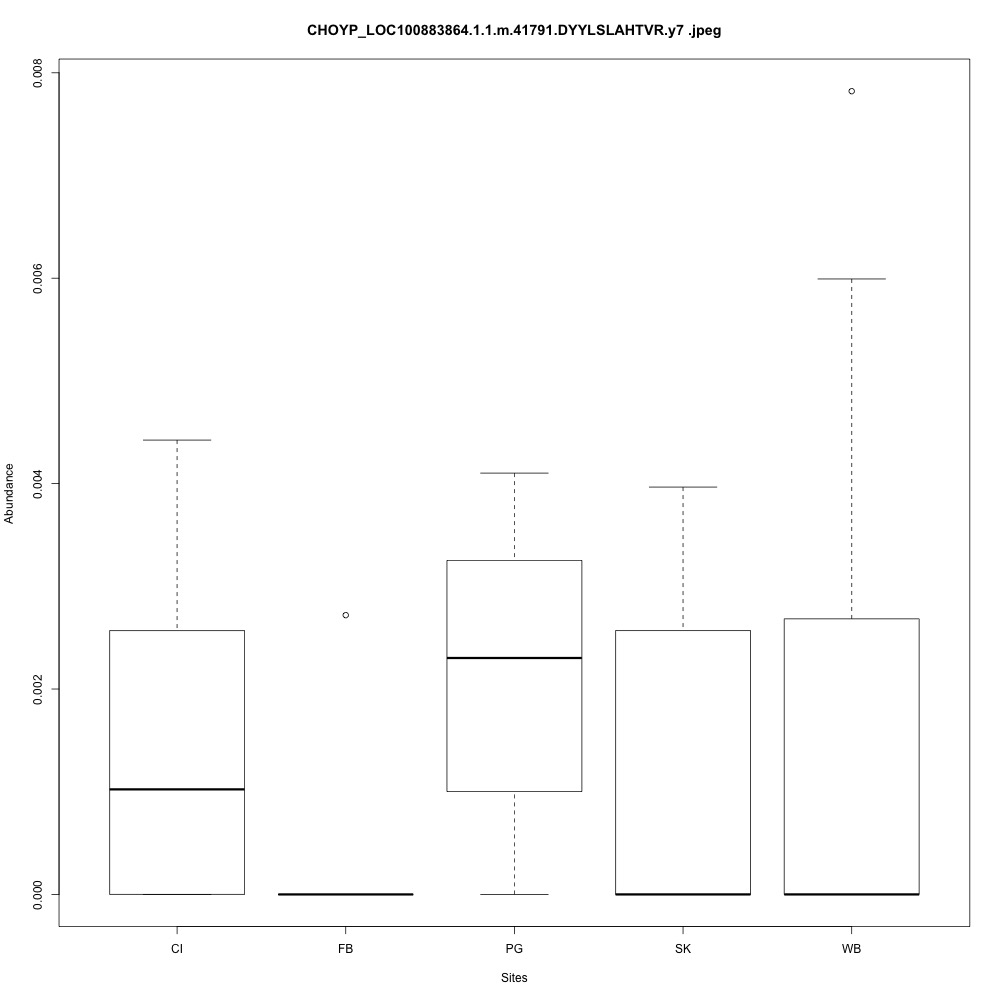 CHOYP_LOC100883864.1.1.m.41791.DYYLSLAHTVR.y7 .jpeg
0.008
0.006
0.004
0.002
0.000
Abundance
CI FB PG SK WB
Sites